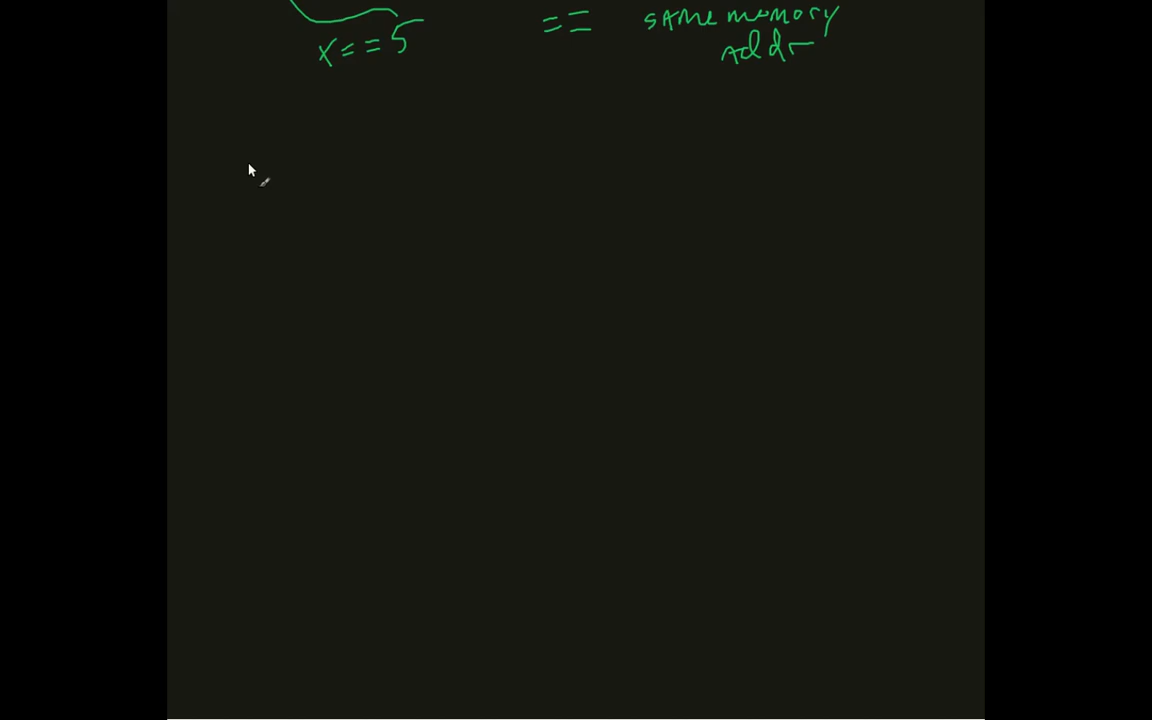 x == 5 == same memory
addr